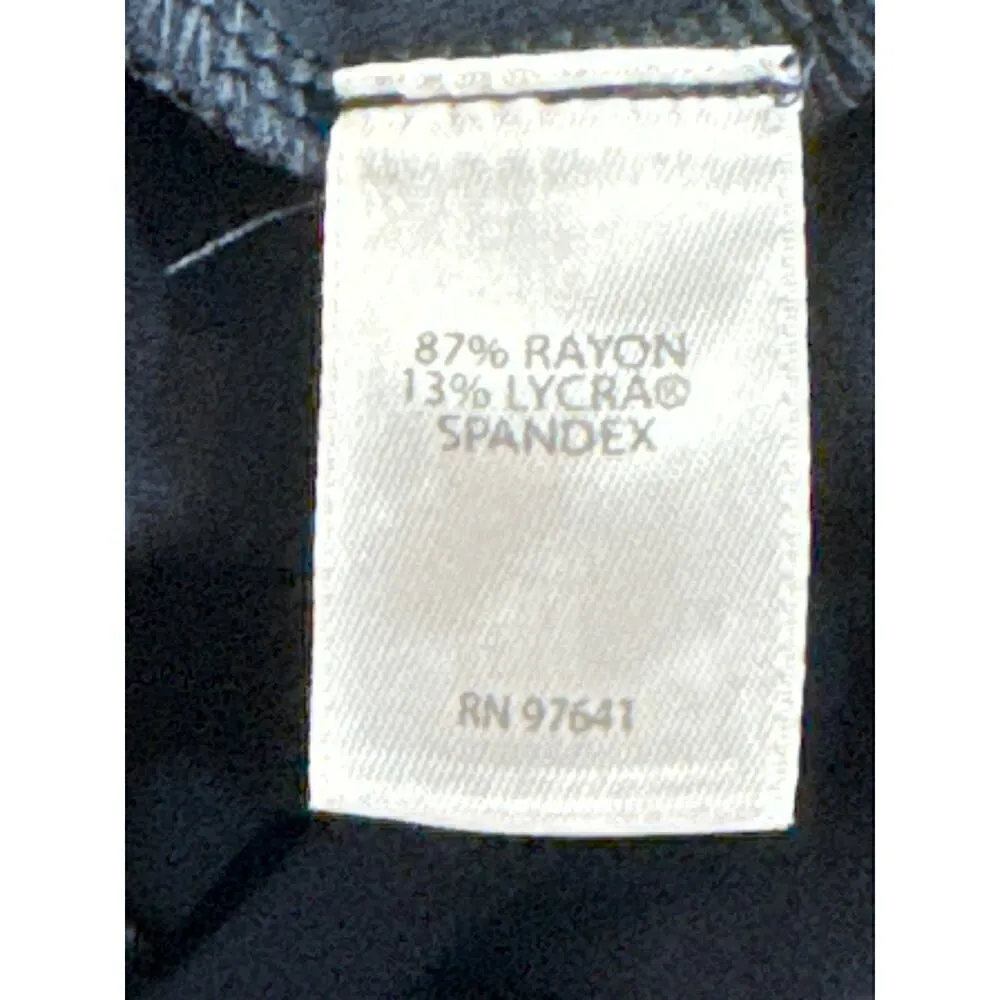 87% RAYON
13% LYCRA®
SPANDEX
RN 97641